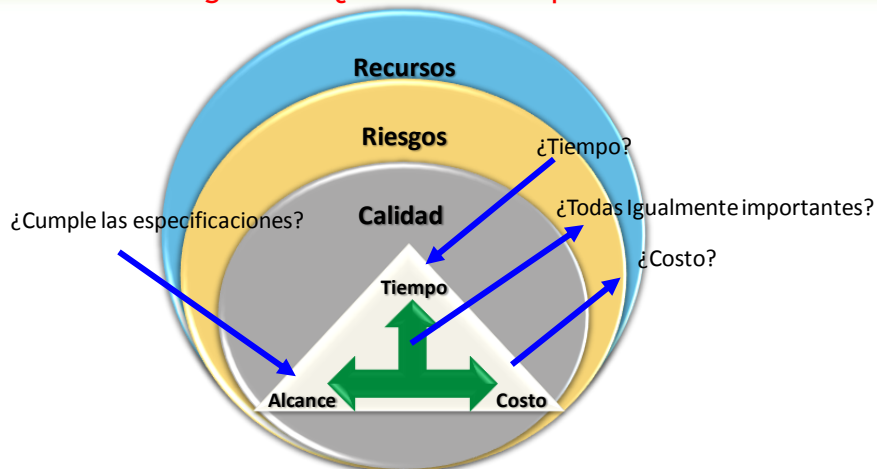 Recursos
Riesgos
¿Tiempo?
¿Todas Igualmente importantes?
¿Cumple las especificaciones?
Calidad
¿Costo?
Tiempo
Alcance
Costo